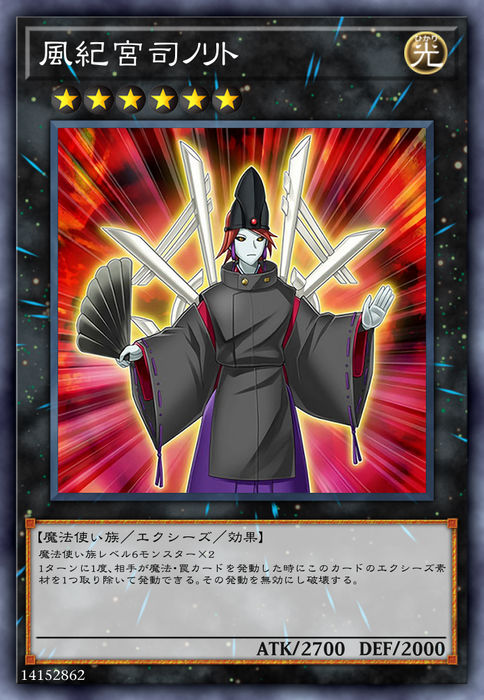 風紀宮司ノリト
ひかり
光
【魔法使い族／エクシーズ／効果】
魔法使い族レベル6モンスター×2
1ターンに1度、相手が魔法・罠カードを発動した時にこのカードのエクシーズ素
材を1つ取り除いて発動できる。その発動を無効にし破壊する。
ATK/2700 DEF/2000
14152862